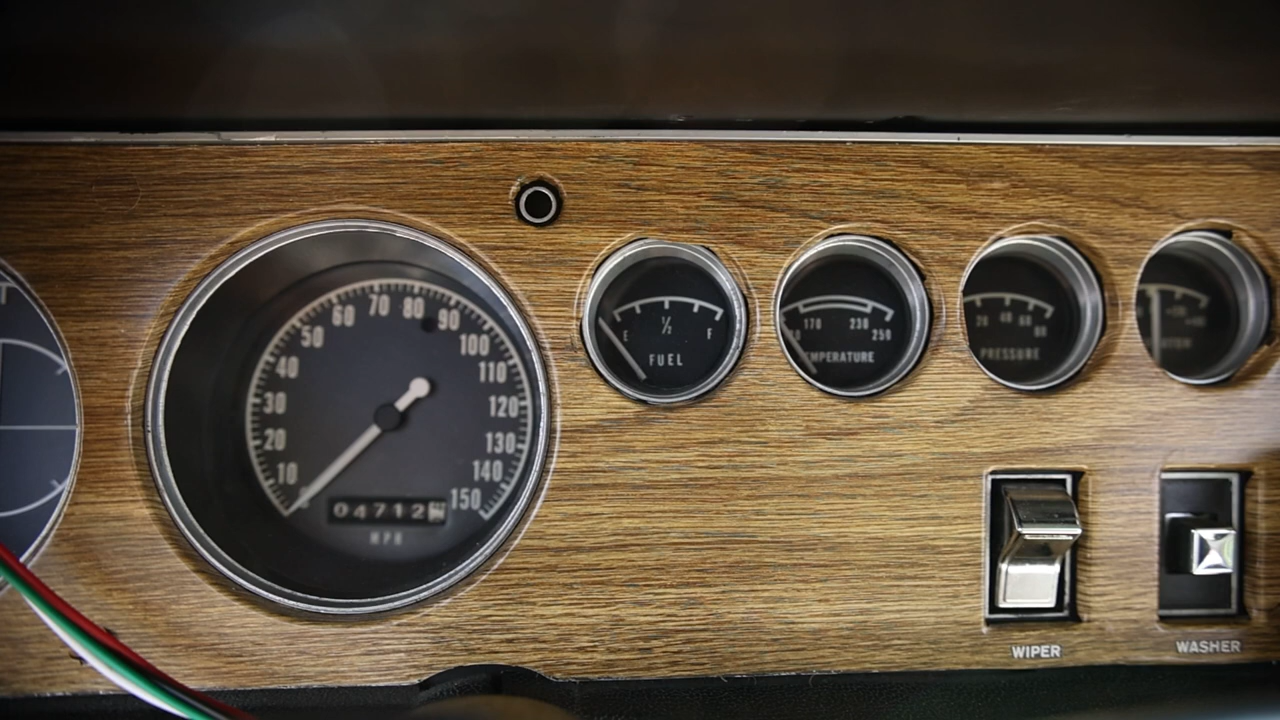 T
10 20 30 40 50 60 70 80 90 100 110 120 130 140 150
04712
MPH
E ½ F
FUEL
170 230 250
EMPERATURE
20 40 60 80
PRESSURE
WIPER
WASHER